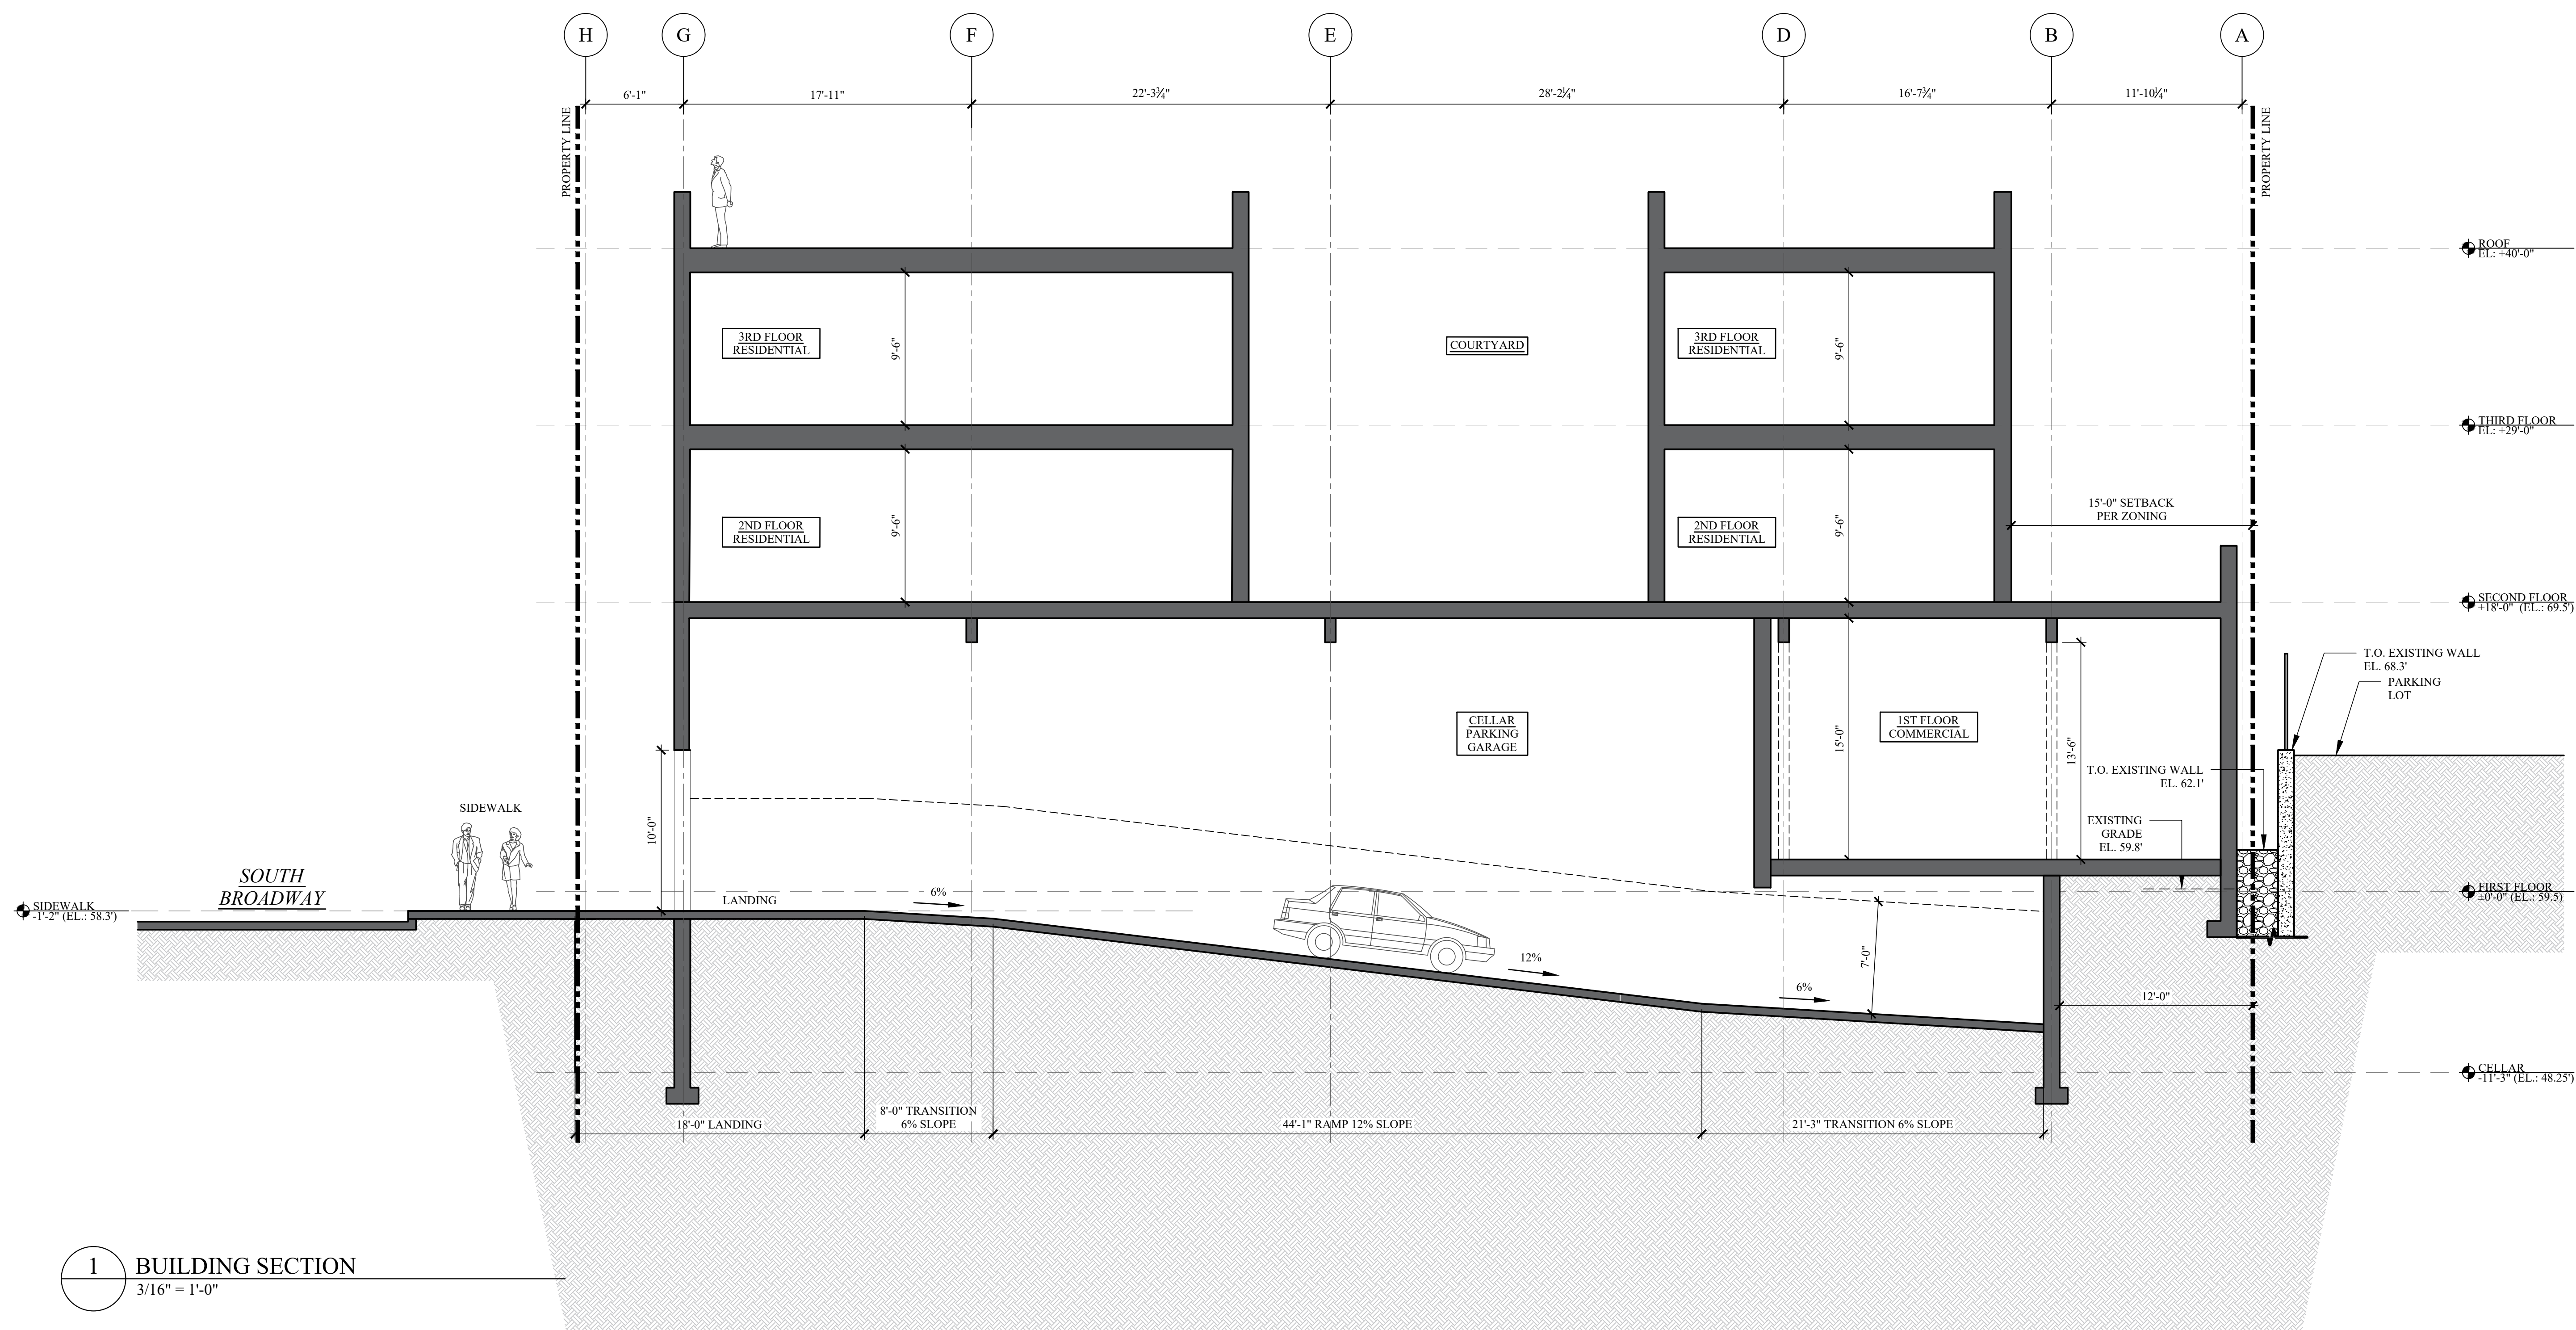 H
G
F
E
D
B
A
6'-1"
17'-11"
22'-3¾"
28'-2¼"
16'-7¾"
11'-10¼"
PROPERTY LINE
PROPERTY LINE
ROOF
EL: +40'-0"
3RD FLOOR
RESIDENTIAL
9'-6"
COURTYARD
3RD FLOOR
RESIDENTIAL
9'-6"
THIRD FLOOR
EL: +29'-0"
2ND FLOOR
RESIDENTIAL
9'-6"
2ND FLOOR
RESIDENTIAL
9'-6"
15'-0" SETBACK
PER ZONING
SECOND FLOOR
+18'-0" (EL.: 69.5')
T.O. EXISTING WALL
EL. 68.3'
PARKING
LOT
CELLAR
PARKING
GARAGE
15'-0"
1ST FLOOR
COMMERCIAL
13'-6"
T.O. EXISTING WALL
EL. 62.1'
EXISTING
GRADE
EL. 59.8'
SIDEWALK
10'-0"
SOUTH
BROADWAY
SIDEWALK
-1'-2" (EL.: 58.3')
LANDING
6%
12%
6%
7'-0"
FIRST FLOOR
±0'-0" (EL.: 59.5)
12'-0"
CELLAR
-11'-3" (EL.: 48.25')
18'-0" LANDING
8'-0" TRANSITION
6% SLOPE
44'-1" RAMP 12% SLOPE
21'-3" TRANSITION 6% SLOPE
1
BUILDING SECTION
3/16" = 1'-0"